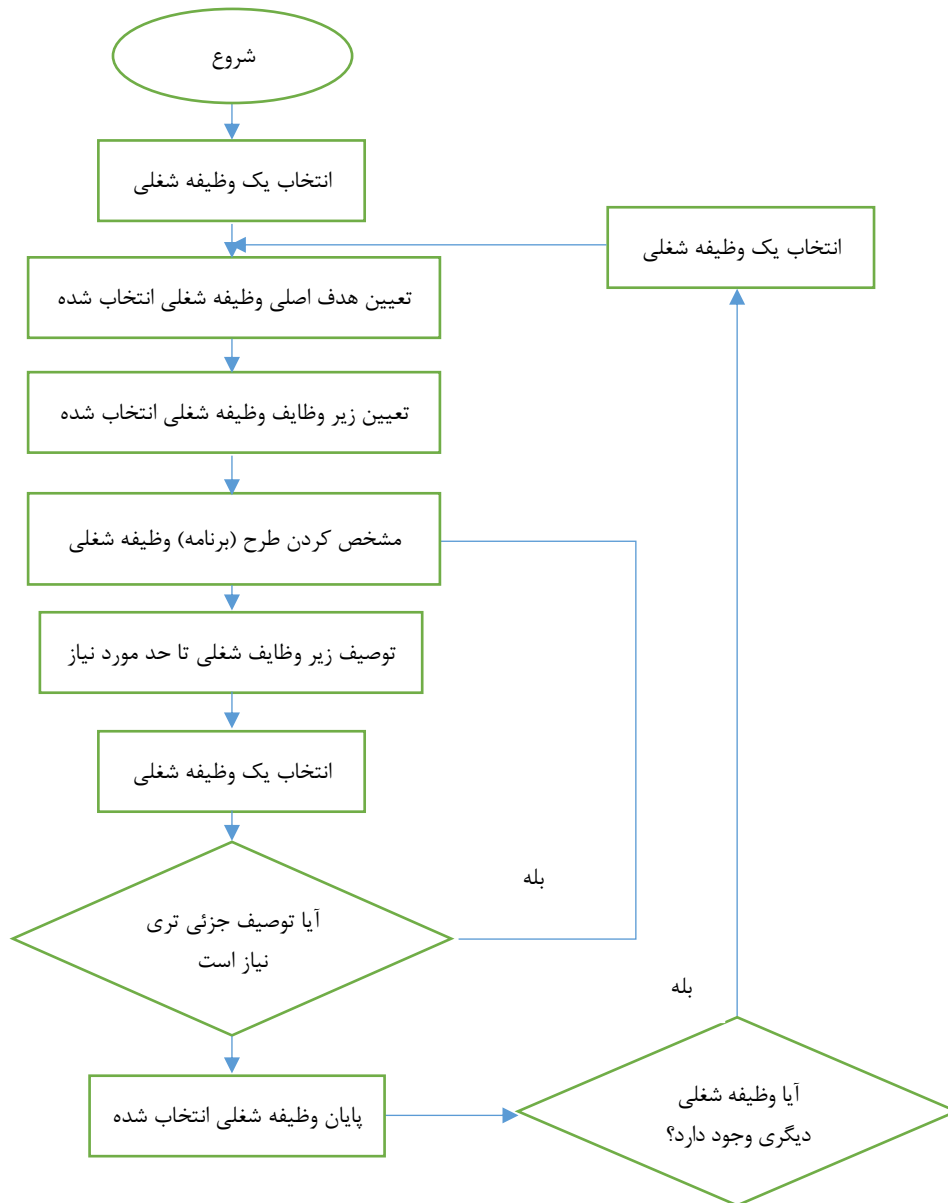 شروع
انتخاب یک وظیفه شغلی
انتخاب یک وظیفه شغلی
تعیین هدف اصلی وظیفه شغلی انتخاب شده
تعیین زیر وظایف وظیفه شغلی انتخاب شده
مشخص کردن طرح (برنامه) وظیفه شغلی
توصیف زیر وظایف شغلی تا حد مورد نیاز
انتخاب یک وظیفه شغلی
بله
آیا توصیف جزئی تری
نیاز است
بله
آیا وظیفه شغلی
دیگری وجود دارد؟
پایان وظیفه شغلی انتخاب شده